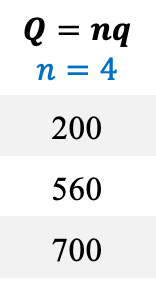 Q = nq
n = 4
200
560
700